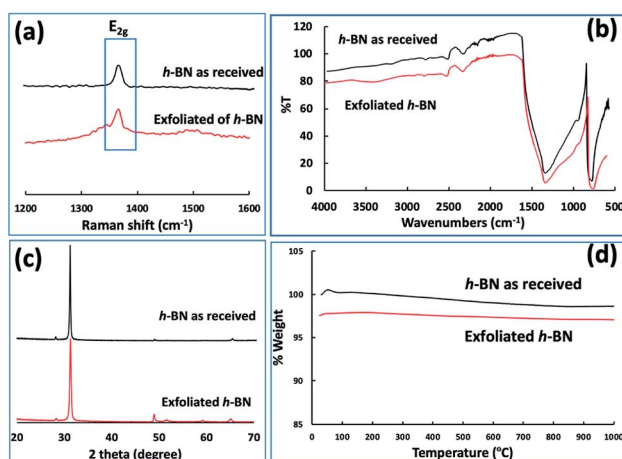 (a)
E2g
h-BN as received
Exfoliated of h-BN
1200 1300 1400 1500 1600
Raman shift (cm-1)
(b)
120
100
80
60
40
20
0
%T
h-BN as received
Exfoliated h-BN
4000 3500 3000 2500 2000 1500 1000 500
Wavenumbers (cm-1)
(c)
h-BN as received
Exfoliated h-BN
20 30 40 50 60 70
2 theta (degree)
(d)
105
100
95
90
85
% Weight
h-BN as received
Exfoliated h-BN
0 100 200 300 400 500 600 700 800 900 1000
Temperature (°C)